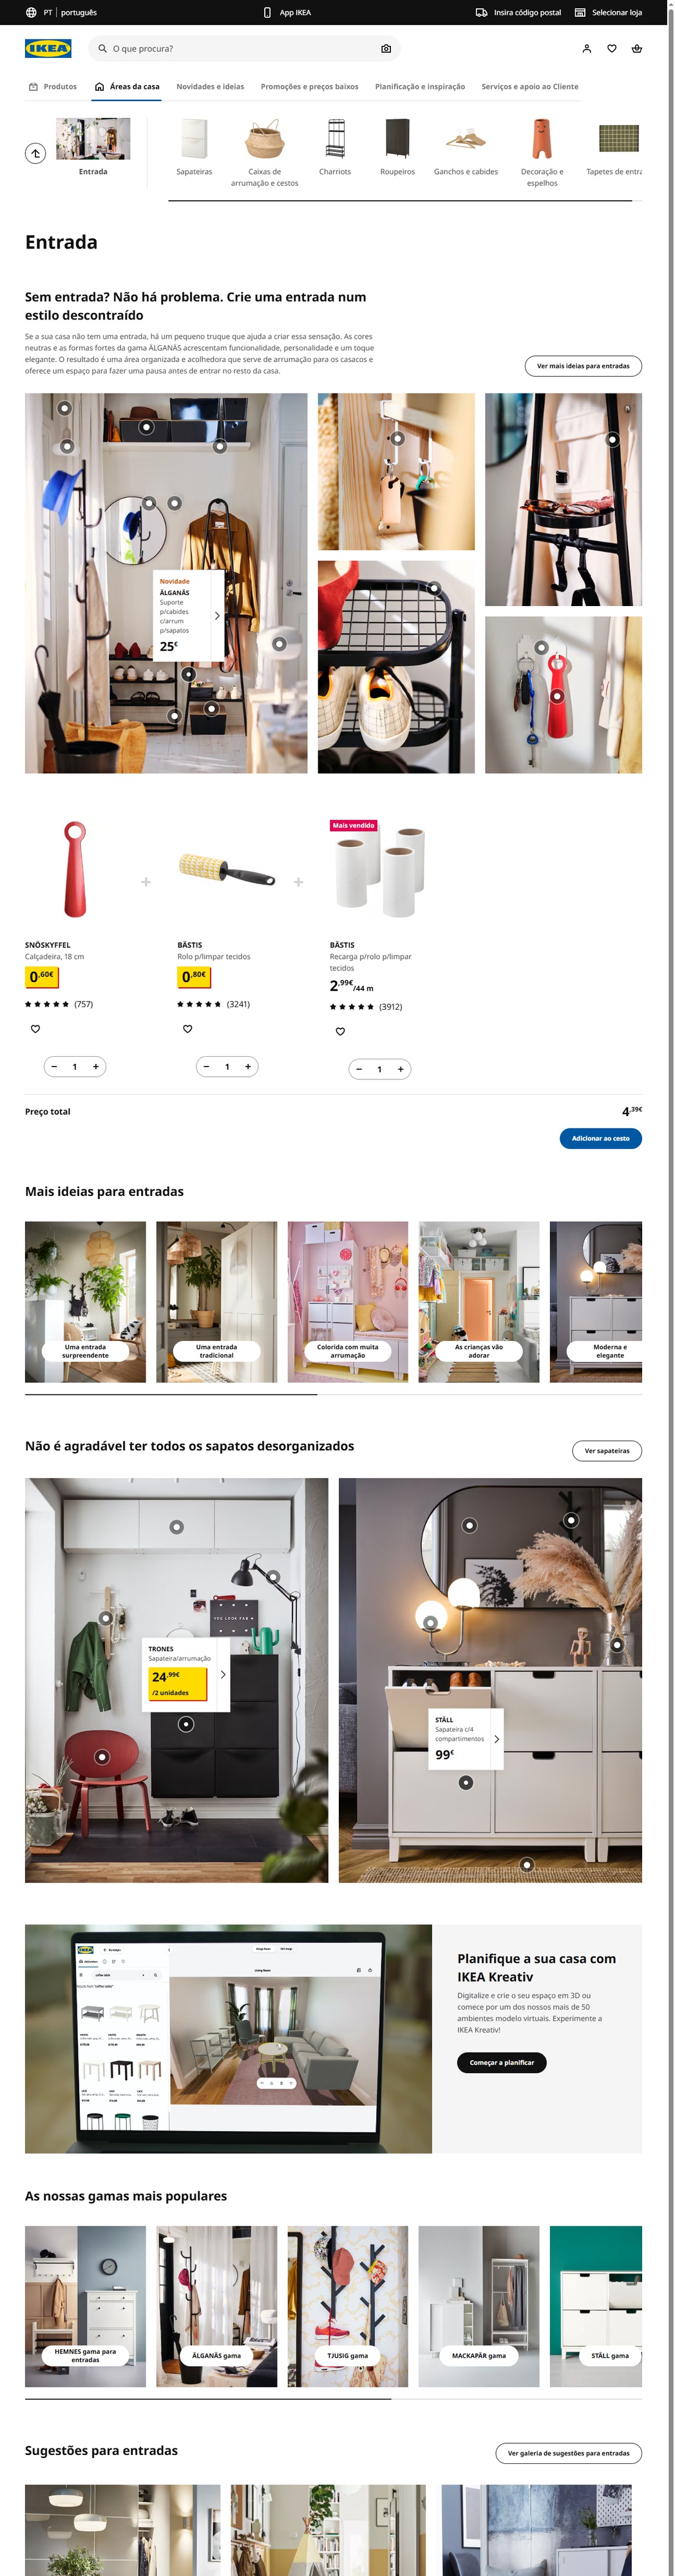 PT | português
App IKEA
Insira código postal
Selecionar loja
IKEA
O que procura?
Produtos
Áreas da casa
Novidades e ideias
Promoções e preços baixos
Planificação e inspiração
Serviços e apoio ao Cliente
Entrada
Sapateiras
Caixas de
arrumação e cestos
Charriots
Roupeiros
Ganchos e cabides
Decoração e
espelhos
Tapetes de entra
Entrada
Sem entrada? Não há problema. Crie uma entrada num
estilo descontraído
Se a sua casa não tem uma entrada, há um pequeno truque que ajuda a criar essa sensação. As cores
neutras e as formas fortes da gama ÄLGANÄS acrescentam funcionalidade, personalidade e um toque
elegante. O resultado é uma área organizada e acolhedora que serve de arrumação para os casacos e
oferece um espaço para fazer uma pausa antes de entrar no resto da casa.
Ver mais ideias para entradas
Novidade
ÄLGANÄS
Suporte
p/cabides
c/arrum
p/sapatos
25€
Mais vendido
SNÖSKYFFEL
Calçadeira, 18 cm
0,60€
(757)
BÄSTIS
Rolo p/limpar tecidos
0,80€
(3241)
BÄSTIS
Recarga p/rolo p/limpar
tecidos
2,99€/44 m
(3912)
1
1
1
Preço total
4,39€
Adicionar ao cesto
Mais ideias para entradas
Uma entrada
surpreendente
Uma entrada
tradicional
Colorida com muita
arrumação
As crianças vão
adorar
Moderna e
elegante
Não é agradável ter todos os sapatos desorganizados
Ver sapateiras
YOU LOOK FAB
TRONES
Sapateira/arrumação
24,99€
/2 unidades
STÄLL
Sapateira c/4
compartimentos
99€
IKEA
Planifique a sua casa com
IKEA Kreativ
Digitalize e crie o seu espaço em 3D ou
comece por um dos nossos mais de 50
ambientes modelo virtuais. Experimente a
IKEA Kreativ!
Começar a planificar
As nossas gamas mais populares
HEMNES gama para
entradas
ÄLGANÄS gama
TJUSIG gama
MACKAPÄR gama
STÄLL gama
Sugestões para entradas
Ver galeria de sugestões para entradas